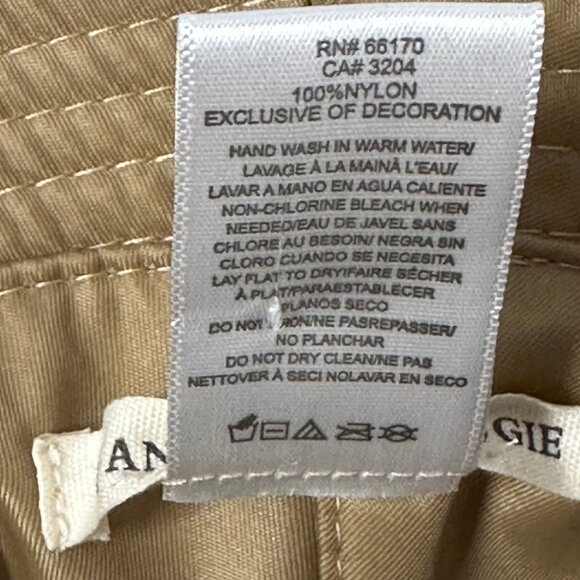 RN# 66170
CA# 3204
100%NYLON
EXCLUSIVE OF DECORATION
HAND WASH IN WARM WATER/
LAVAGE À LA MAINÀ L'EAU/
LAVAR A MANO EN AGUA CALIENTE
NON-CHLORINE BLEACH WHEN
NEEDED/EAU DE JAVEL SANS
CHLORE AU BESOIN/ NEGRA SIN
CLORO CUANDO SE NECESITA
LAY FLAT TO DRY/FAIRE SÉCHER
À PLAT/PARAESTABLECER
PLANOS SECO
DO NOT IRON/NE PASREPASSER/
NO PLANCHAR
DO NOT DRY CLEAN/NE PAS
NETTOVER À SECI NOLAVAR EN SECO
AN GGIE